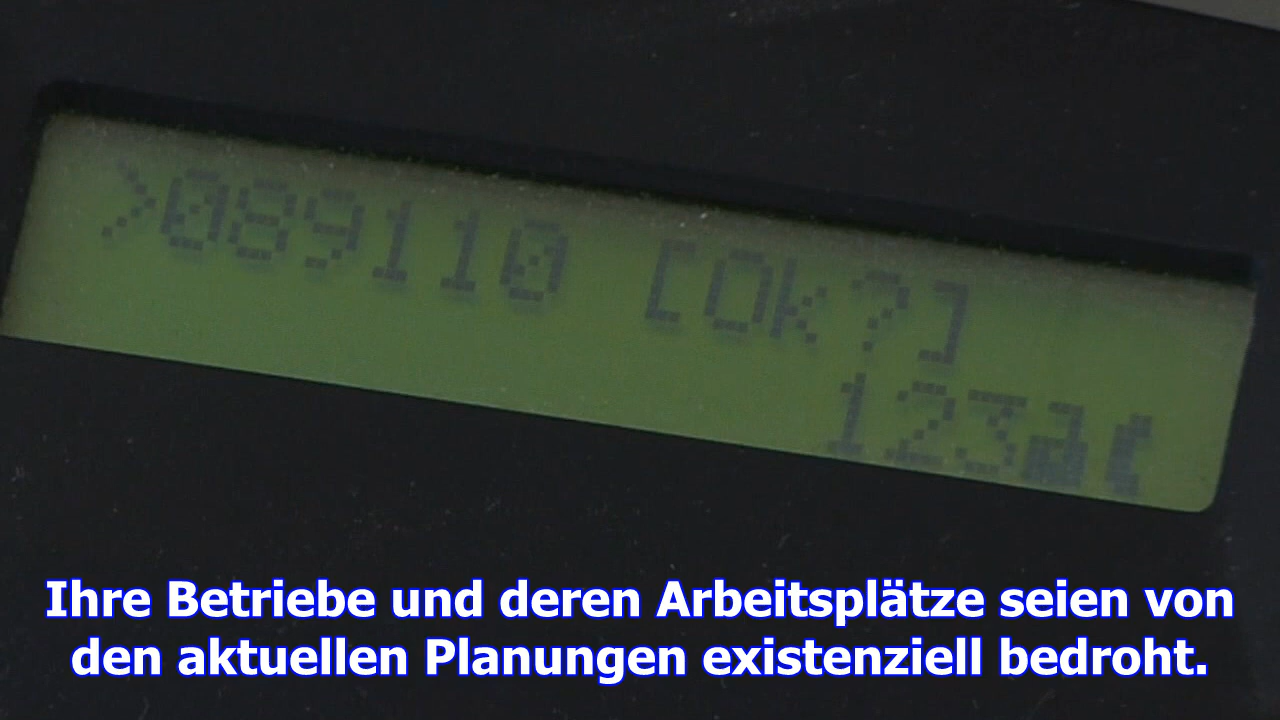 >089110 [Ok?]
123
Ihre Betriebe und deren Arbeitsplätze seien von
den aktuellen Planungen existenziell bedroht.